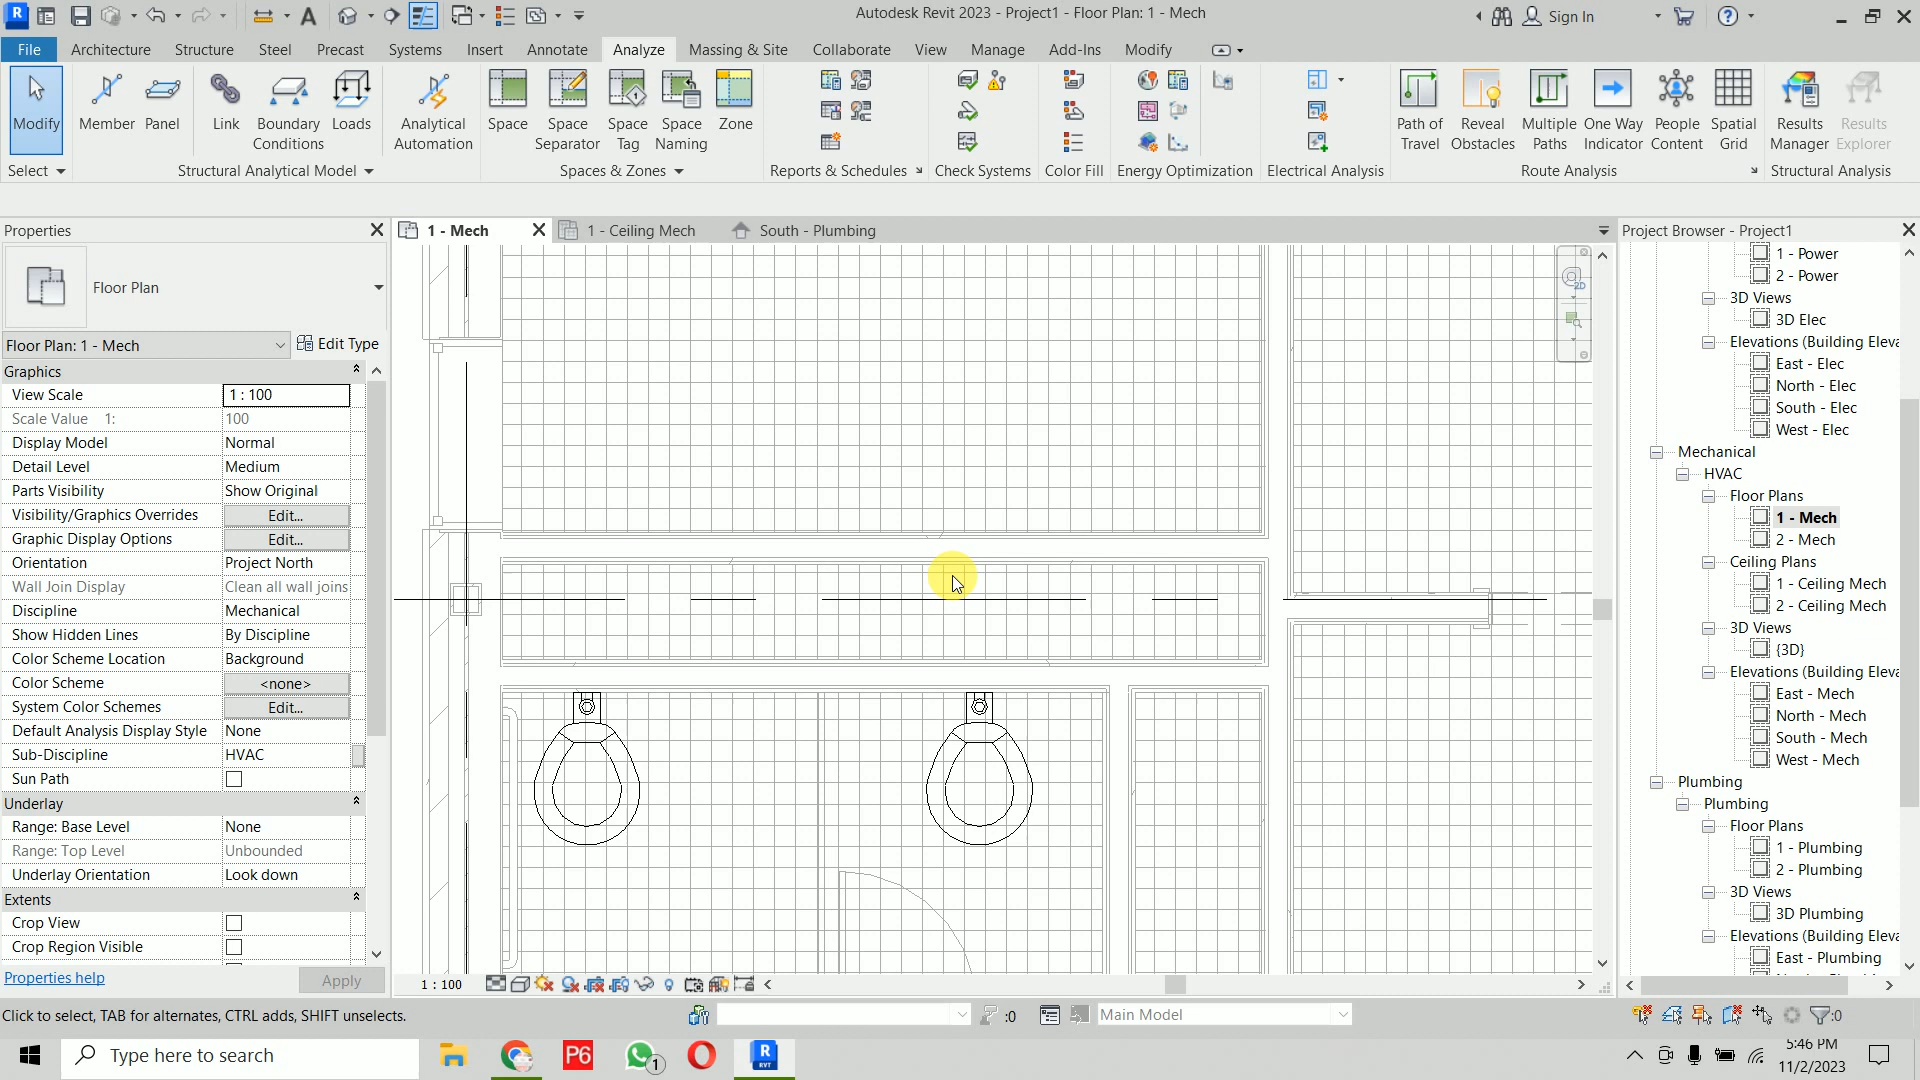 Autodesk Revit 2023 - Project1 - Floor Plan: 1 - Mech
Sign In
File
Architecture
Structure
Steel
Precast
Systems
Insert
Annotate
Analyze
Massing & Site
Collaborate
View
Manage
Add-Ins
Modify
Modify
Member
Panel
Link
Boundary Conditions
Loads
Analytical Automation
Space
Space Separator
Space Tag
Space Naming
Zone
Path of Travel
Reveal Obstacles
Multiple Paths
One Way Indicator
People Content
Spatial Grid
Results Manager
Results Explorer
Select
Structural Analytical Model
Spaces & Zones
Reports & Schedules
Check Systems
Color Fill
Energy Optimization
Electrical Analysis
Route Analysis
Structural Analysis
Properties
Floor Plan
Floor Plan: 1 - Mech
Edit Type
Graphics
View Scale 1 : 100
Scale Value 1: 100
Display Model Normal
Detail Level Medium
Parts Visibility Show Original
Visibility/Graphics Overrides Edit...
Graphic Display Options Edit...
Orientation Project North
Wall Join Display Clean all wall joins
Discipline Mechanical
Show Hidden Lines By Discipline
Color Scheme Location Background
Color Scheme <none>
System Color Schemes Edit...
Default Analysis Display Style None
Sub-Discipline HVAC
Sun Path
Underlay
Range: Base Level None
Range: Top Level Unbounded
Underlay Orientation Look down
Extents
Crop View
Crop Region Visible
Properties help
Apply
1 - Mech
1 - Ceiling Mech
South - Plumbing
2D
1 : 100
Project Browser - Project1
1 - Power
2 - Power
3D Views
3D Elec
Elevations (Building Eleva
East - Elec
North - Elec
South - Elec
West - Elec
Mechanical
HVAC
Floor Plans
1 - Mech
2 - Mech
Ceiling Plans
1 - Ceiling Mech
2 - Ceiling Mech
3D Views
{3D}
Elevations (Building Eleva
East - Mech
North - Mech
South - Mech
West - Mech
Plumbing
Plumbing
Floor Plans
1 - Plumbing
2 - Plumbing
3D Views
3D Plumbing
Elevations (Building Eleva
East - Plumbing
Click to select, TAB for alternates, CTRL adds, SHIFT unselects.
:0
Main Model
:0
Type here to search
P6
1
R
RVT
5:46 PM
11/2/2023